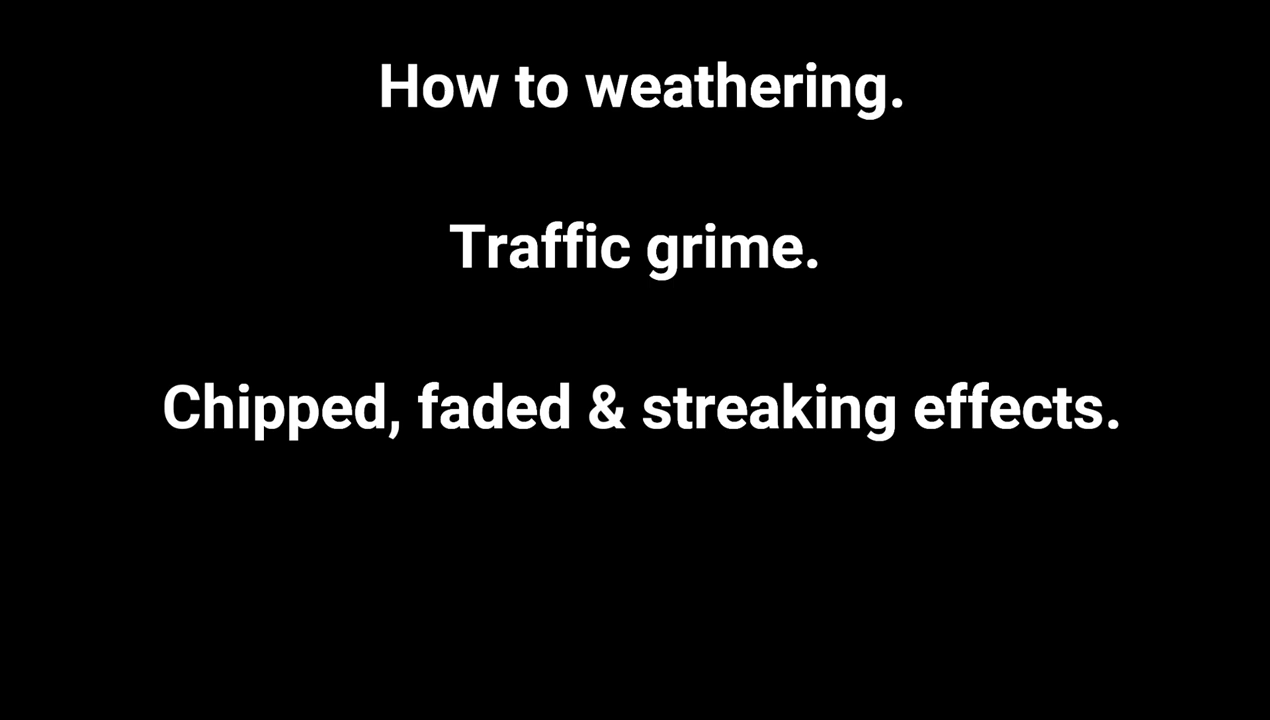 How to weathering.
Traffic grime.
Chipped, faded & streaking effects.